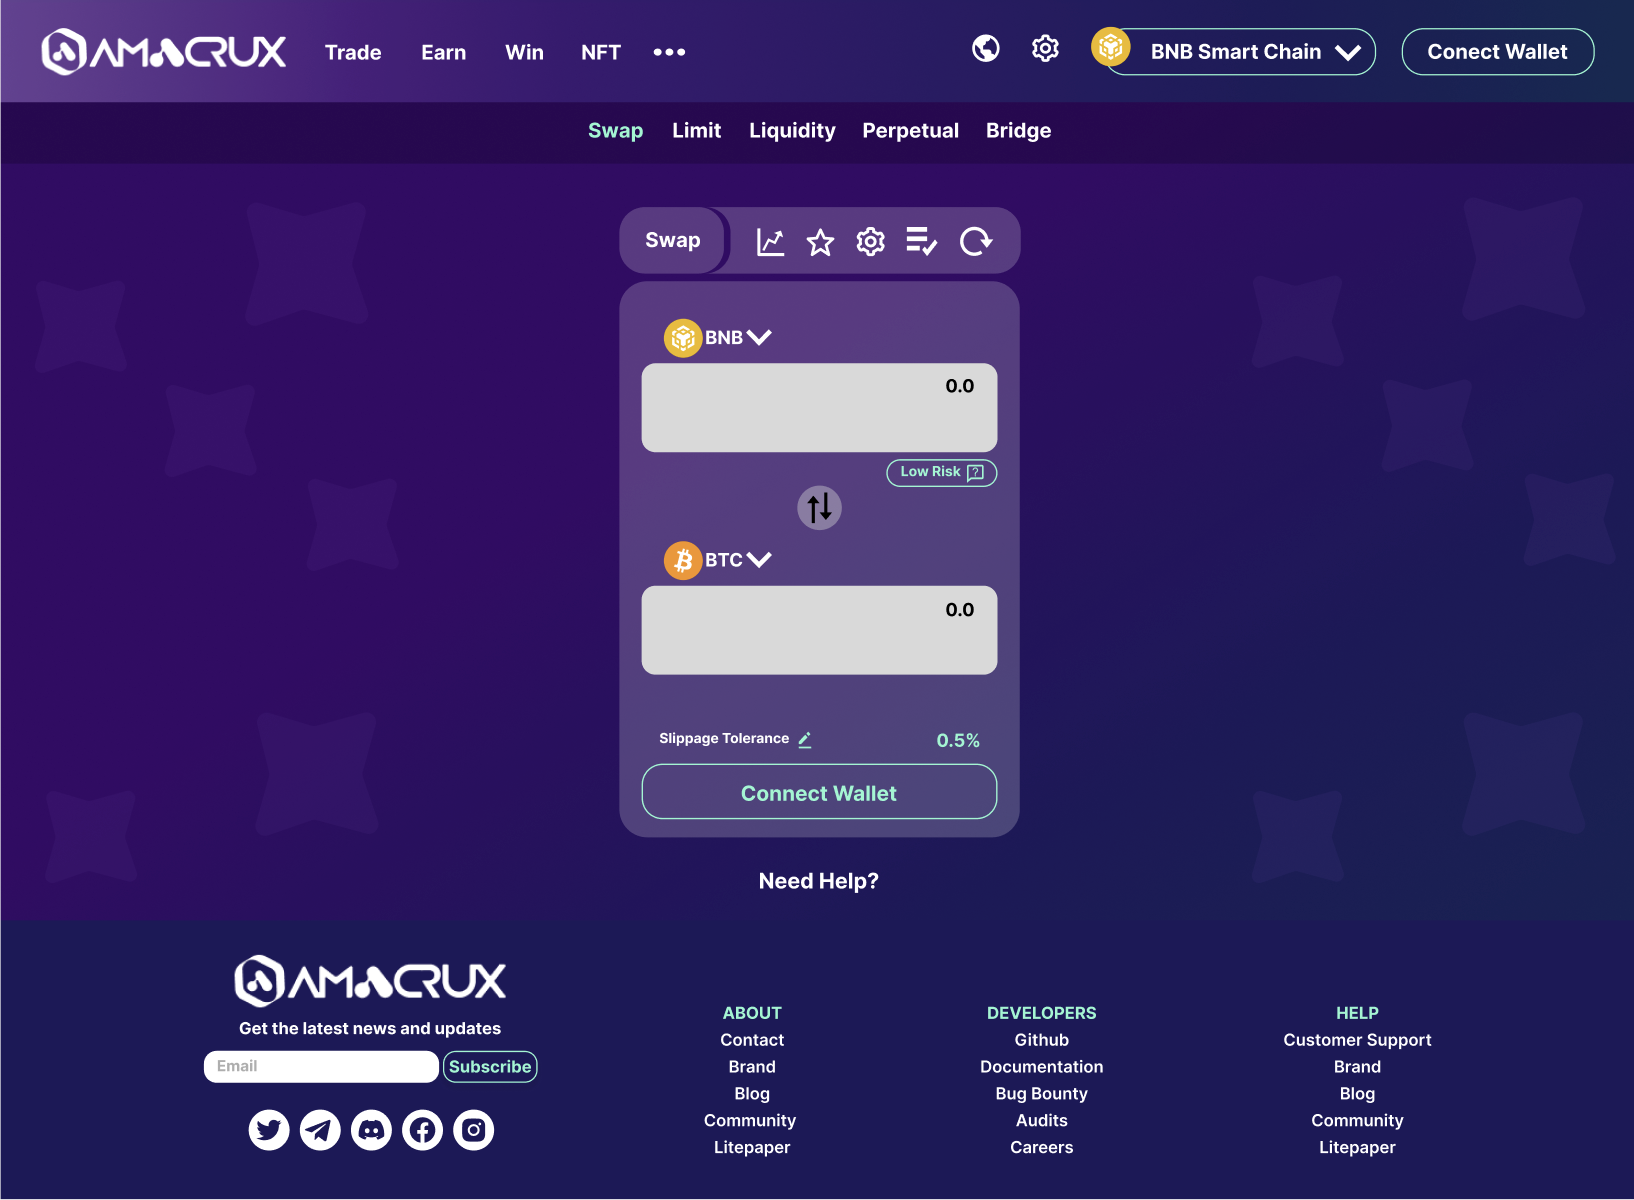 AMACRUX Trade Earn Win NFT BNB Smart Chain Conect Wallet
Swap Limit Liquidity Perpetual Bridge
Swap
BNB
0.0
Low Risk ?
BTC
0.0
Slippage Tolerance 0.5%
Connect Wallet
Need Help?
AMACRUX
Get the latest news and updates
Email Subscribe
ABOUT
Contact
Brand
Blog
Community
Litepaper
DEVELOPERS
Github
Documentation
Bug Bounty
Audits
Careers
HELP
Customer Support
Brand
Blog
Community
Litepaper